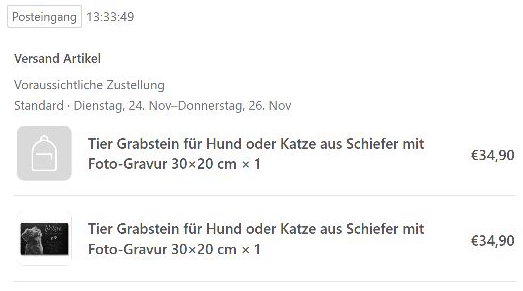 Posteingang 13:33:49
Versand Artikel
Voraussichtliche Zustellung
Standard · Dienstag, 24. Nov–Donnerstag, 26. Nov
Tier Grabstein für Hund oder Katze aus Schiefer mit
Foto-Gravur 30×20 cm × 1
€34,90
Tier Grabstein für Hund oder Katze aus Schiefer mit
Foto-Gravur 30×20 cm × 1
€34,90